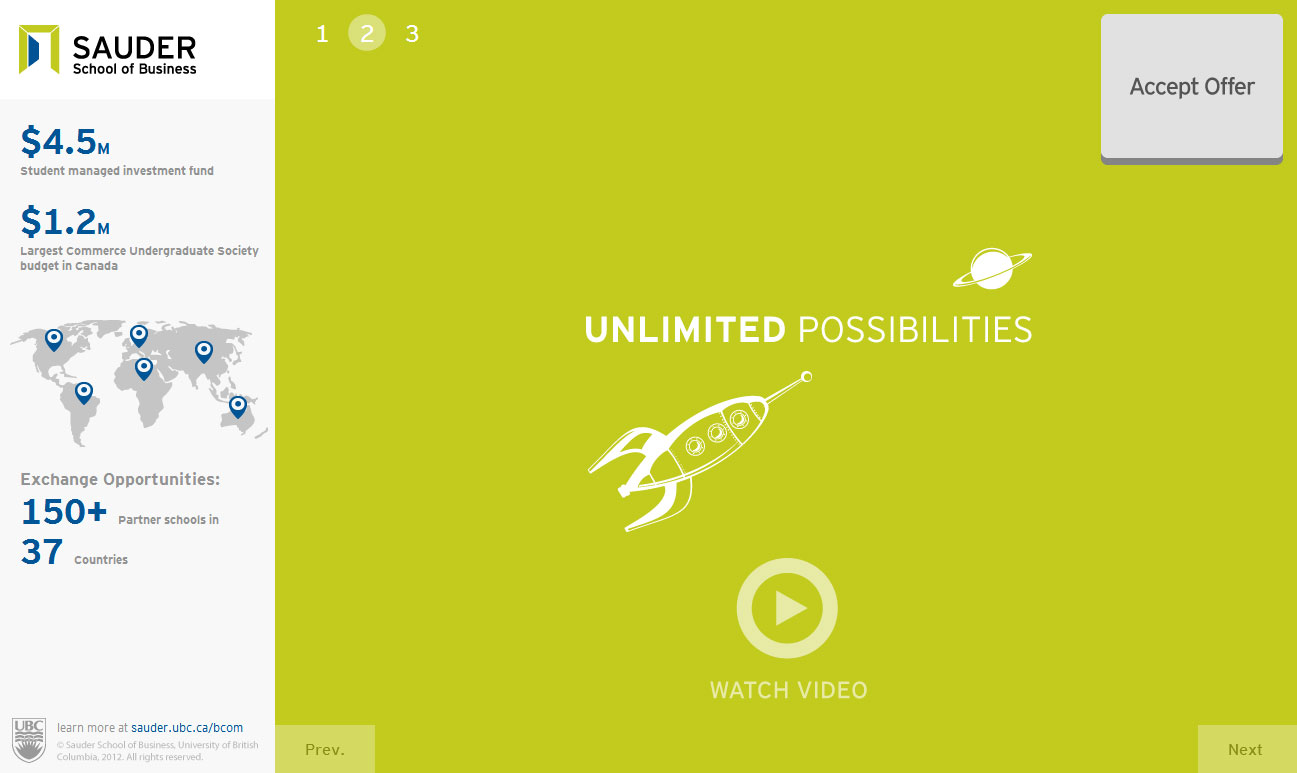 SAUDER
School of Business
$4.5M
Student managed investment fund
$1.2M
Largest Commerce Undergraduate Society
budget in Canada
Exchange Opportunities:
150+ Partner schools in
37 Countries
UBC
learn more at sauder.ubc.ca/bcom
© Sauder School of Business, University of British
Columbia, 2012. All rights reserved.
1 2 3
Accept Offer
UNLIMITED POSSIBILITIES
WATCH VIDEO
Prev.
Next